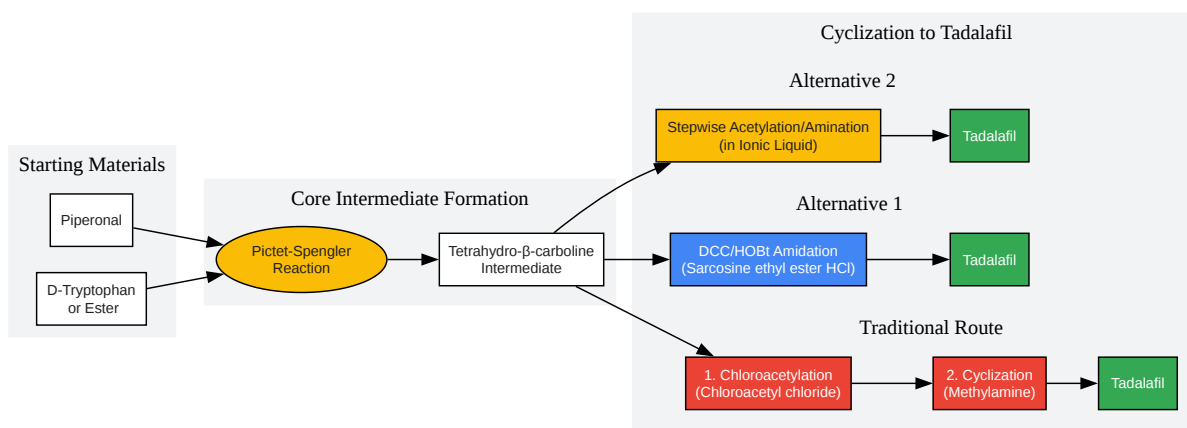 Cyclization to Tadalafil
Alternative 2
Stepwise Acetylation/Amination
(in Ionic Liquid)
Tadalafil
Starting Materials
Piperonal
D-Tryptophan
or Ester
Core Intermediate Formation
Pictet-Spengler
Reaction
Tetrahydro-β-carboline
Intermediate
Alternative 1
DCC/HOBt Amidation
(Sarcosine ethyl ester HCl)
Tadalafil
Traditional Route
1. Chloroacetylation
(Chloroacetyl chloride)
2. Cyclization
(Methylamine)
Tadalafil